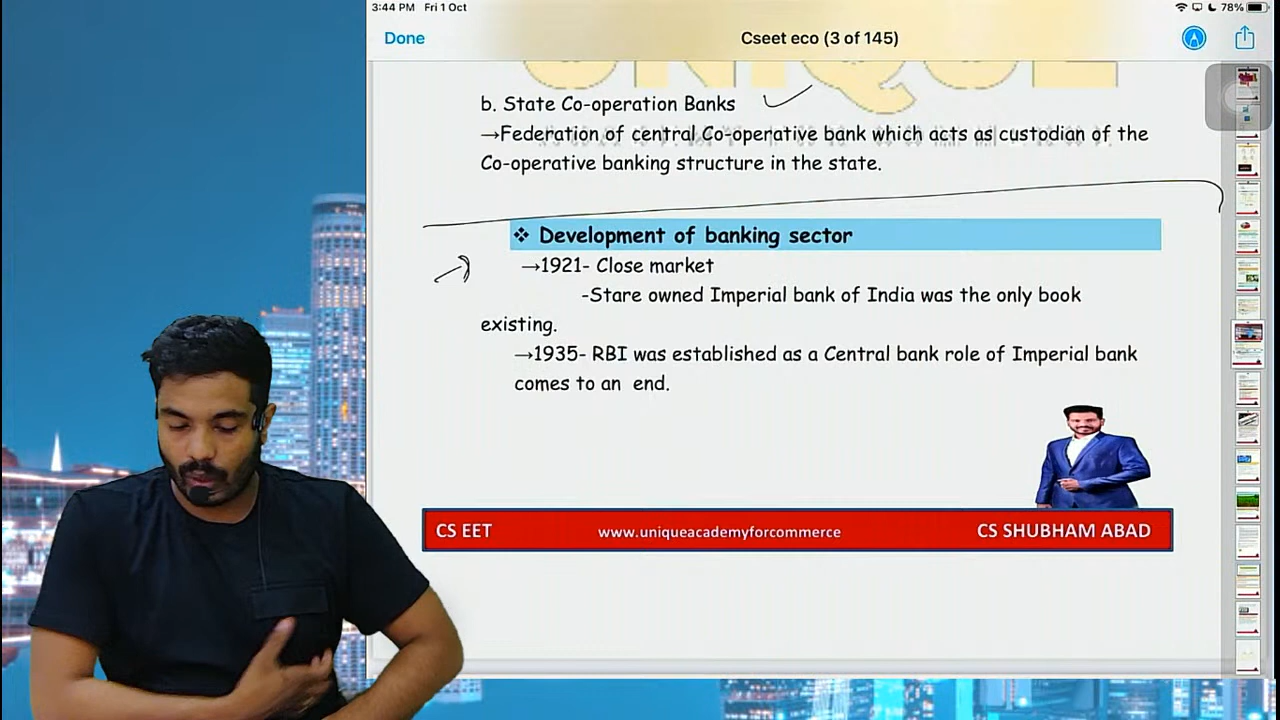 3:44 PM Fri 1 Oct
78%
Done
Cseet eco (3 of 145)
UNIQUE
b. State Co-operation Banks
→Federation of central Co-operative bank which acts as custodian of the
Co-operative banking structure in the state.
❖ Development of banking sector
→1921- Close market
-Stare owned Imperial bank of India was the only book
existing.
→1935- RBI was established as a Central bank role of Imperial bank
comes to an end.
CS EET
www.uniqueacademyforcommerce
CS SHUBHAM ABAD